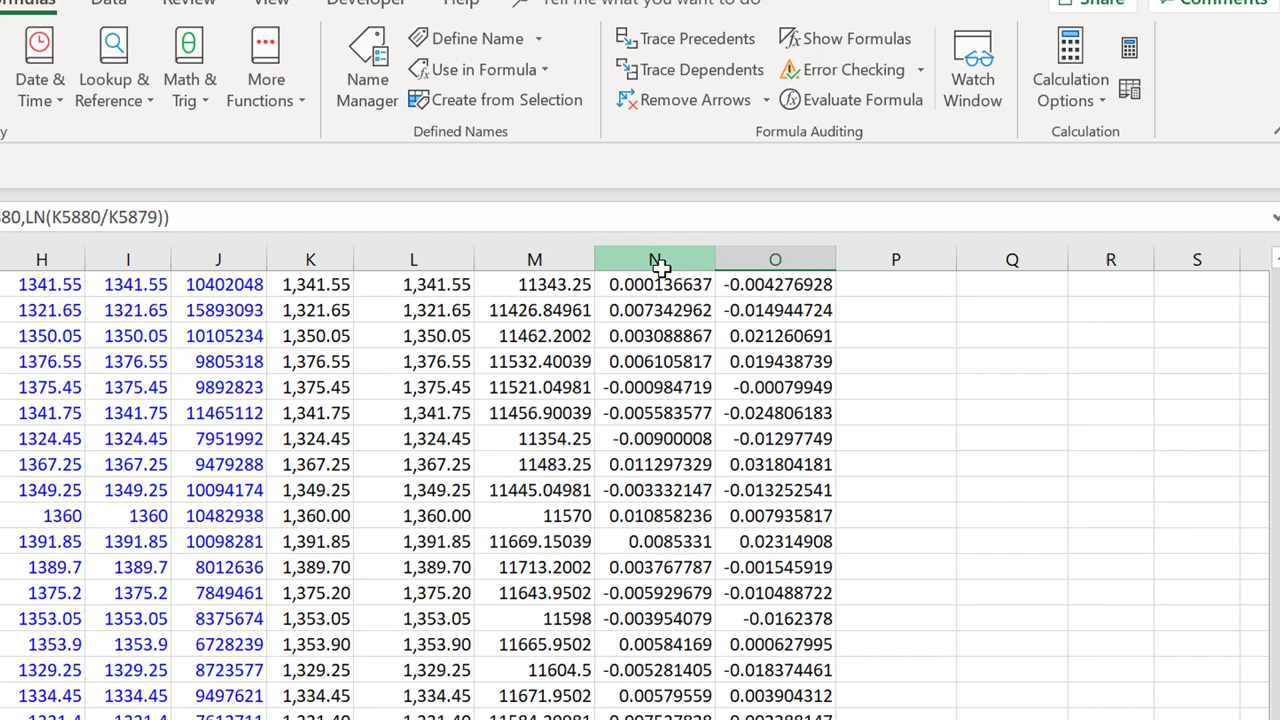 ormulas Data Review View Developer Help Tell me what you want to do Share Comments
Date & Time
Lookup & Reference
Math & Trig
More Functions
Name Manager
Define Name
Use in Formula
Create from Selection
Defined Names
Trace Precedents
Trace Dependents
Remove Arrows
Show Formulas
Error Checking
Evaluate Formula
Formula Auditing
Watch Window
Calculation Options
Calculation
y
80,LN(K5880/K5879))
H I J K L M N O P Q R S
1341.55 1341.55 10402048 1,341.55 1,341.55 11343.25 0.000136637 -0.004276928
1321.65 1321.65 15893093 1,321.65 1,321.65 11426.84961 0.007342962 -0.014944724
1350.05 1350.05 10105234 1,350.05 1,350.05 11462.2002 0.003088867 0.021260691
1376.55 1376.55 9805318 1,376.55 1,376.55 11532.40039 0.006105817 0.019438739
1375.45 1375.45 9892823 1,375.45 1,375.45 11521.04981 -0.000984719 -0.00079949
1341.75 1341.75 11465112 1,341.75 1,341.75 11456.90039 -0.005583577 -0.024806183
1324.45 1324.45 7951992 1,324.45 1,324.45 11354.25 -0.00900008 -0.01297749
1367.25 1367.25 9479288 1,367.25 1,367.25 11483.25 0.011297329 0.031804181
1349.25 1349.25 10094174 1,349.25 1,349.25 11445.04981 -0.003332147 -0.013252541
1360 1360 10482938 1,360.00 1,360.00 11570 0.010858236 0.007935817
1391.85 1391.85 10098281 1,391.85 1,391.85 11669.15039 0.0085331 0.02314908
1389.7 1389.7 8012636 1,389.70 1,389.70 11713.2002 0.003767787 -0.001545919
1375.2 1375.2 7849461 1,375.20 1,375.20 11643.9502 -0.005929679 -0.010488722
1353.05 1353.05 8375674 1,353.05 1,353.05 11598 -0.003954079 -0.0162378
1353.9 1353.9 6728239 1,353.90 1,353.90 11665.9502 0.00584169 0.000627995
1329.25 1329.25 8723577 1,329.25 1,329.25 11604.5 -0.005281405 -0.018374461
1334.45 1334.45 9497621 1,334.45 1,334.45 11671.9502 0.00579559 0.003904312